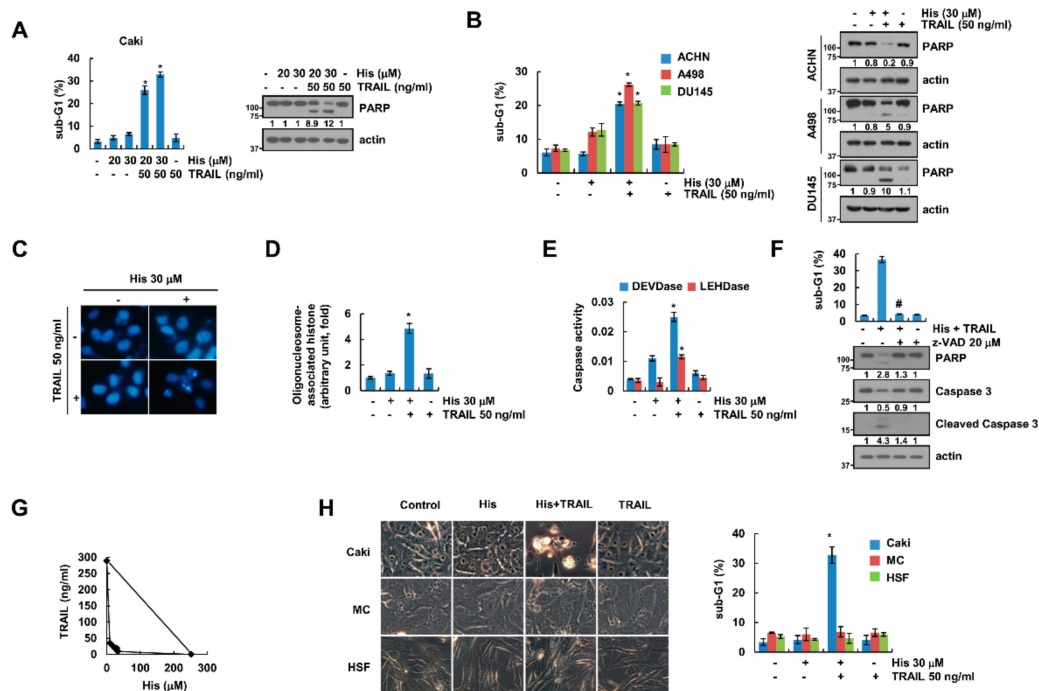 A
Caki
sub-G1 (%)
40
30
20
10
0
*
*
- 20 30 20 30 - His (μM)
- - - 50 50 50 TRAIL (ng/ml)
- 20 30 20 30 - His (μM)
- - - 50 50 50 TRAIL (ng/ml)
100
75
PARP
1 1 1 8.9 12 1
37
actin
B
sub-G1 (%)
30
20
10
0
ACHN
A498
DU145
* * *
- + + - His (30 μM)
- - + + TRAIL (50 ng/ml)
His (30 μM)
- + + -
TRAIL (50 ng/ml)
- - + +
ACHN
100
75
PARP
1 0.8 0.2 0.9
37
actin
A498
100
75
PARP
1 0.8 5 0.9
37
actin
DU145
100
75
PARP
1 0.9 10 1.1
37
actin
C
His 30 μM
- +
TRAIL 50 ng/ml
-
+
D
Oligonucleosome-
associated histone
(arbitrary unit, fold)
6
4
2
0
*
- + + - His 30 μM
- - + + TRAIL 50 ng/ml
E
DEVDase
LEHDase
Caspase activity
0.03
0.02
0.01
0.00
*
*
- + + - His 30 μM
- - + + TRAIL 50 ng/ml
F
sub-G1 (%)
40
30
20
10
0
#
- + + - His + TRAIL
- - + + z-VAD 20 μM
100
75
PARP
1 2.8 1.3 1
Caspase 3
25
1 0.5 0.9 1
15
Cleaved Caspase 3
1 4.3 1.4 1
37
actin
G
TRAIL (ng/ml)
300
250
200
150
100
50
0
0 100 200 300
His (μM)
H
Control His His+TRAIL TRAIL
Caki
MC
HSF
sub-G1 (%)
40
30
20
10
0
*
Caki
MC
HSF
- + + - His 30 μM
- - + + TRAIL 50 ng/ml